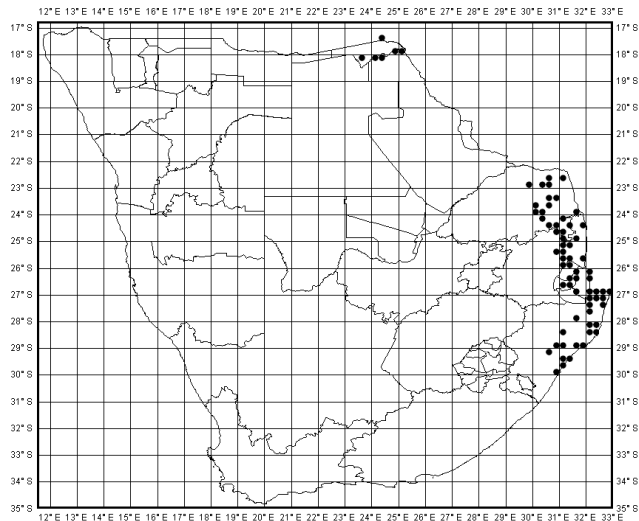 12° E 13° E 14° E 15° E 16° E 17° E 18° E 19° E 20° E 21° E 22° E 23° E 24° E 25° E 26° E 27° E 28° E 29° E 30° E 31° E 32° E 33° E
17° S 17° S
18° S 18° S
19° S 19° S
20° S 20° S
21° S 21° S
22° S 22° S
23° S 23° S
24° S 24° S
25° S 25° S
26° S 26° S
27° S 27° S
28° S 28° S
29° S 29° S
30° S 30° S
31° S 31° S
32° S 32° S
33° S 33° S
34° S 34° S
35° S 35° S
12° E 13° E 14° E 15° E 16° E 17° E 18° E 19° E 20° E 21° E 22° E 23° E 24° E 25° E 26° E 27° E 28° E 29° E 30° E 31° E 32° E 33° E